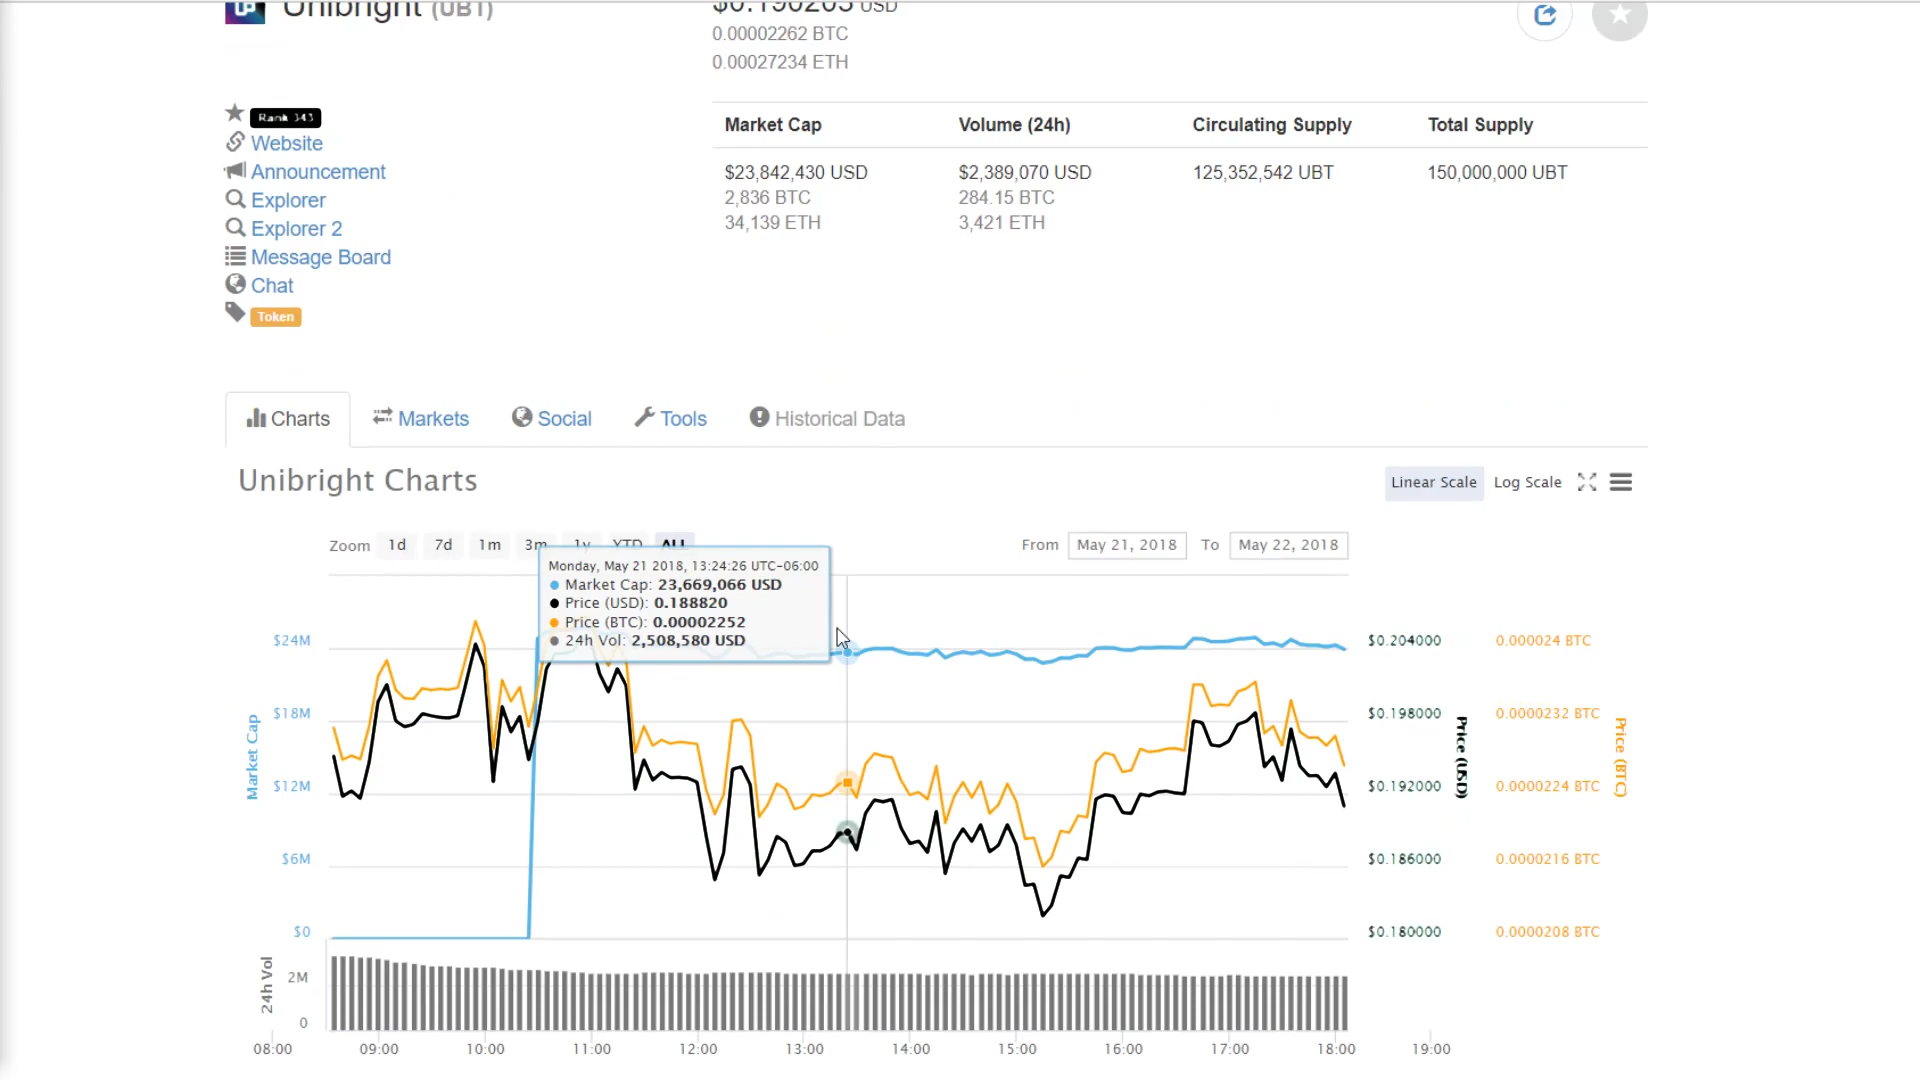 Unibright (UBT)
$0.190203 USD
0.00002262 BTC
0.00027234 ETH
Rank 343
Website
Announcement
Explorer
Explorer 2
Message Board
Chat
Token
Market Cap Volume (24h) Circulating Supply Total Supply
$23,842,430 USD $2,389,070 USD 125,352,542 UBT 150,000,000 UBT
2,836 BTC 284.15 BTC
34,139 ETH 3,421 ETH
Charts Markets Social Tools Historical Data
Unibright Charts
Linear Scale Log Scale
Zoom 1d 7d 1m 3m 1y YTD ALL From May 21, 2018 To May 22, 2018
Monday, May 21 2018, 13:24:26 UTC-06:00
Market Cap: 23,669,066 USD
Price (USD): 0.188820
Price (BTC): 0.00002252
24h Vol: 2,508,580 USD
$24M $0.204000 0.000024 BTC
$18M $0.198000 0.0000232 BTC
$12M $0.192000 0.0000224 BTC
$6M $0.186000 0.0000216 BTC
$0 $0.180000 0.0000208 BTC
Market Cap
Price (USD)
Price (BTC)
24h Vol
2M
0
08:00 09:00 10:00 11:00 12:00 13:00 14:00 15:00 16:00 17:00 18:00 19:00